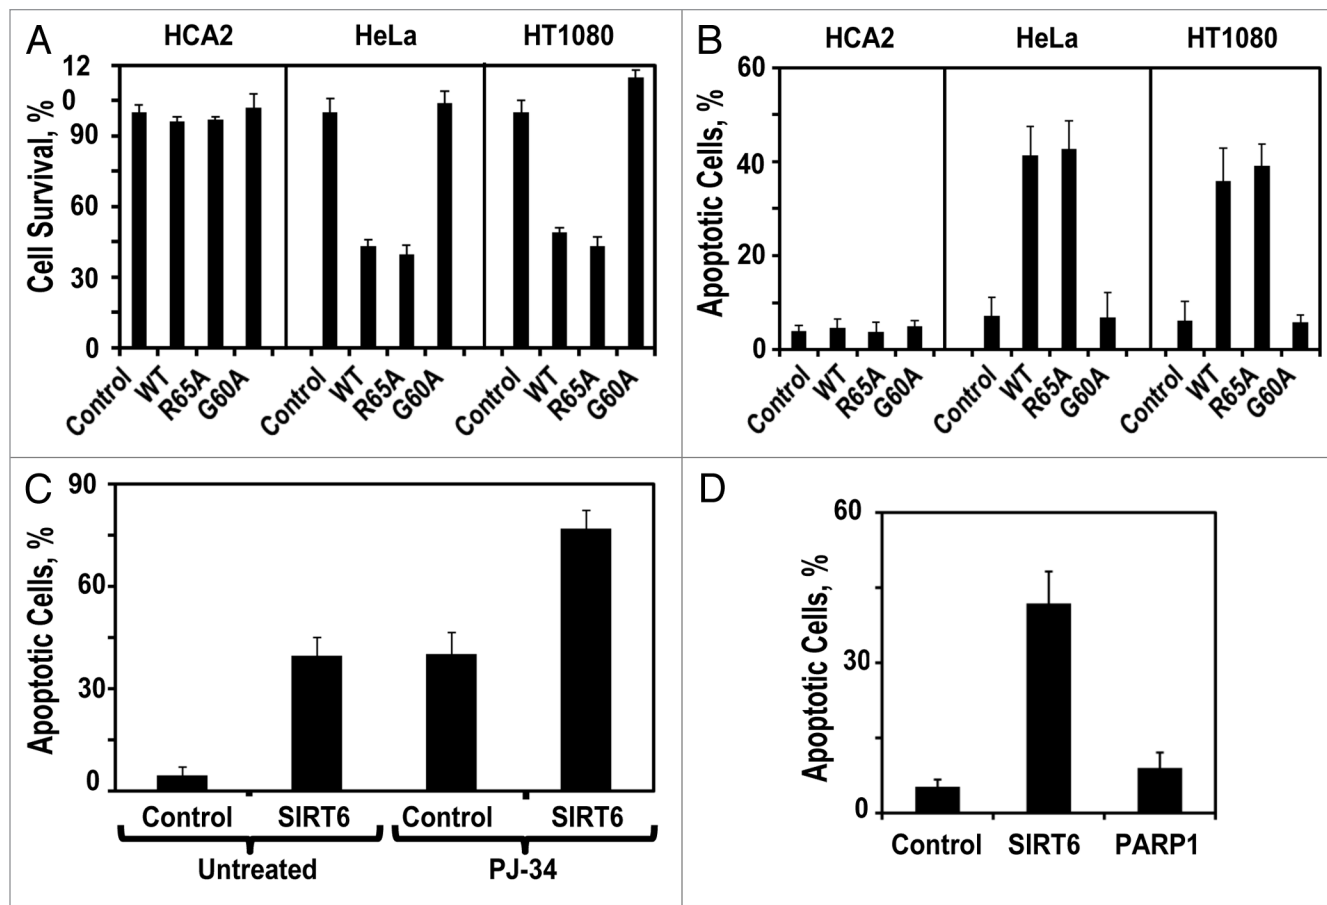 A
HCA2
HeLa
HT1080
Cell Survival, %
12
0
90
60
30
0
Control
WT
R65A
G60A
Control
WT
R65A
G60A
Control
WT
R65A
G60A
B
HCA2
HeLa
HT1080
Apoptotic Cells, %
60
40
20
0
Control
WT
R65A
G60A
Control
WT
R65A
G60A
Control
WT
R65A
G60A
C
Apoptotic Cells, %
90
60
30
0
Control SIRT6 Control SIRT6
Untreated PJ-34
D
Apoptotic Cells, %
60
30
0
Control SIRT6 PARP1